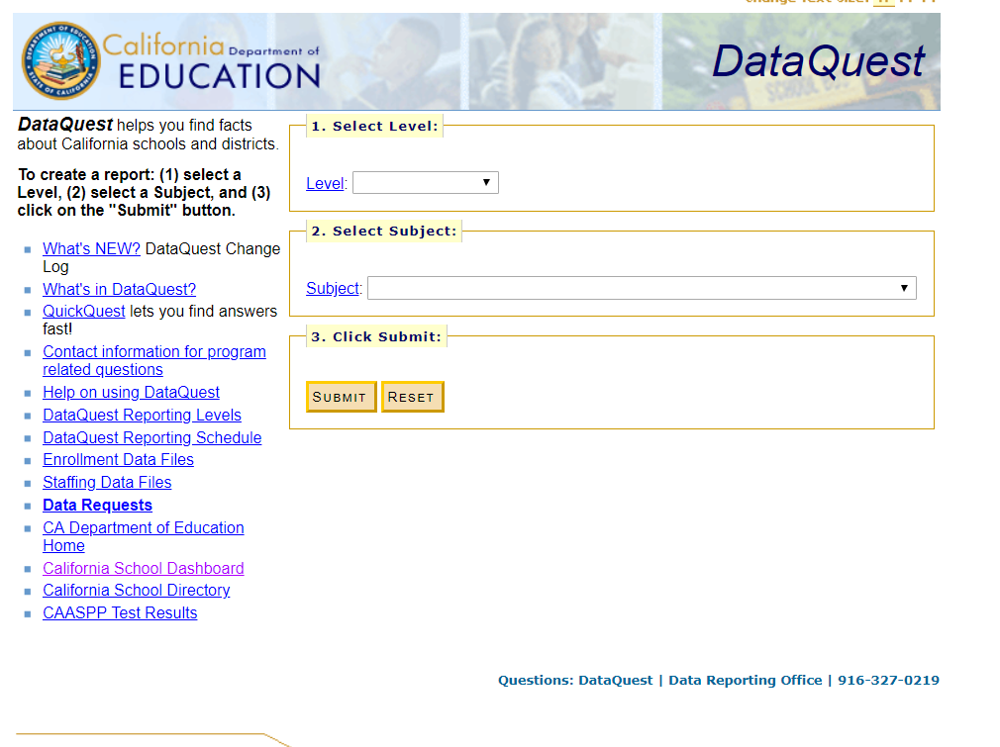 California Department of
EDUCATION
DataQuest
DataQuest helps you find facts
about California schools and districts.
To create a report: (1) select a
Level, (2) select a Subject, and (3)
click on the "Submit" button.
What's NEW? DataQuest Change
Log
What's in DataQuest?
QuickQuest lets you find answers
fast!
Contact information for program
related questions
Help on using DataQuest
DataQuest Reporting Levels
DataQuest Reporting Schedule
Enrollment Data Files
Staffing Data Files
Data Requests
CA Department of Education
Home
California School Dashboard
California School Directory
CAASPP Test Results
1. Select Level:
Level:
2. Select Subject:
Subject:
3. Click Submit:
SUBMIT RESET
Questions: DataQuest | Data Reporting Office | 916-327-0219